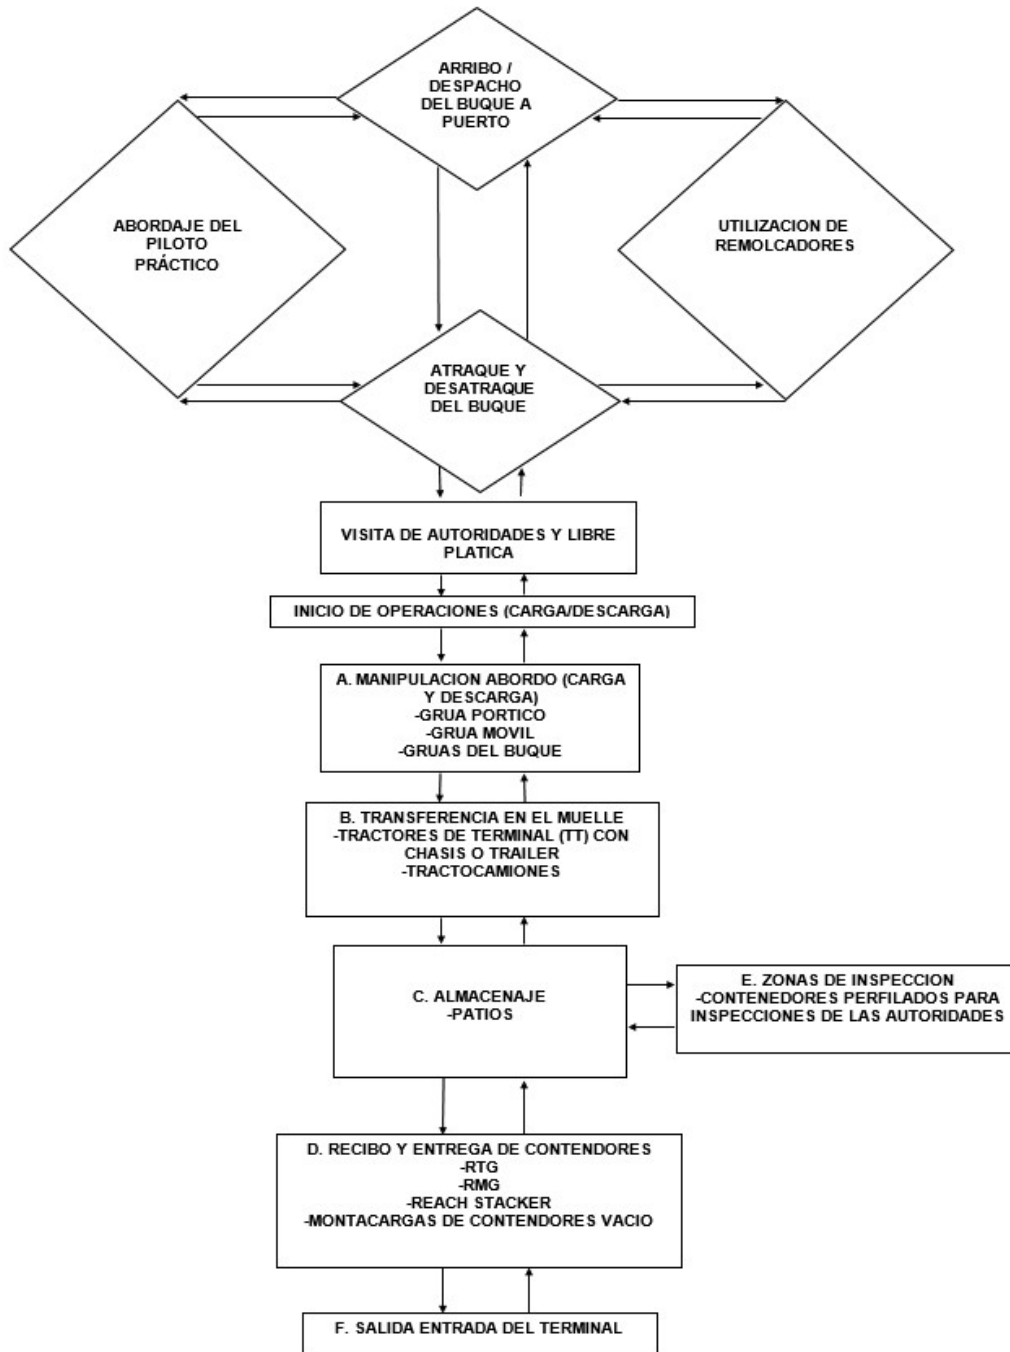 ARRIBO /
DESPACHO
DEL BUQUE A
PUERTO
ABORDAJE DEL
PILOTO
PRÁCTICO
UTILIZACION DE
REMOLCADORES
ATRAQUE Y
DESATRAQUE
DEL BUQUE
VISITA DE AUTORIDADES Y LIBRE
PLATICA
INICIO DE OPERACIONES (CARGA/DESCARGA)
A. MANIPULACION ABORDO (CARGA
Y DESCARGA)
-GRUA PORTICO
-GRUA MOVIL
-GRUAS DEL BUQUE
B. TRANSFERENCIA EN EL MUELLE
-TRACTORES DE TERMINAL (TT) CON
CHASIS O TRAILER
-TRACTOCAMIONES
C. ALMACENAJE
-PATIOS
E. ZONAS DE INSPECCION
-CONTENEDORES PERFILADOS PARA
INSPECCIONES DE LAS AUTORIDADES
D. RECIBO Y ENTREGA DE CONTENDORES
-RTG
-RMG
-REACH STACKER
-MONTACARGAS DE CONTENDORES VACIO
F. SALIDA ENTRADA DEL TERMINAL